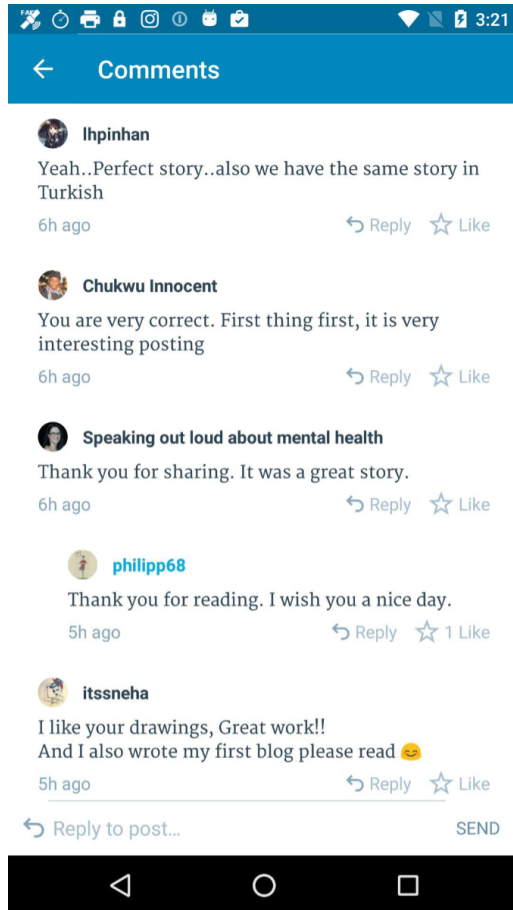 FAKE
3:21
Comments
lhpinhan
Yeah..Perfect story..also we have the same story in
Turkish
6h ago Reply Like
Chukwu Innocent
You are very correct. First thing first, it is very
interesting posting
6h ago Reply Like
Speaking out loud about mental health
Thank you for sharing. It was a great story.
6h ago Reply Like
philipp68
Thank you for reading. I wish you a nice day.
5h ago Reply 1 Like
itssneha
I like your drawings, Great work!!
And I also wrote my first blog please read 😊
5h ago Reply Like
Reply to post... SEND